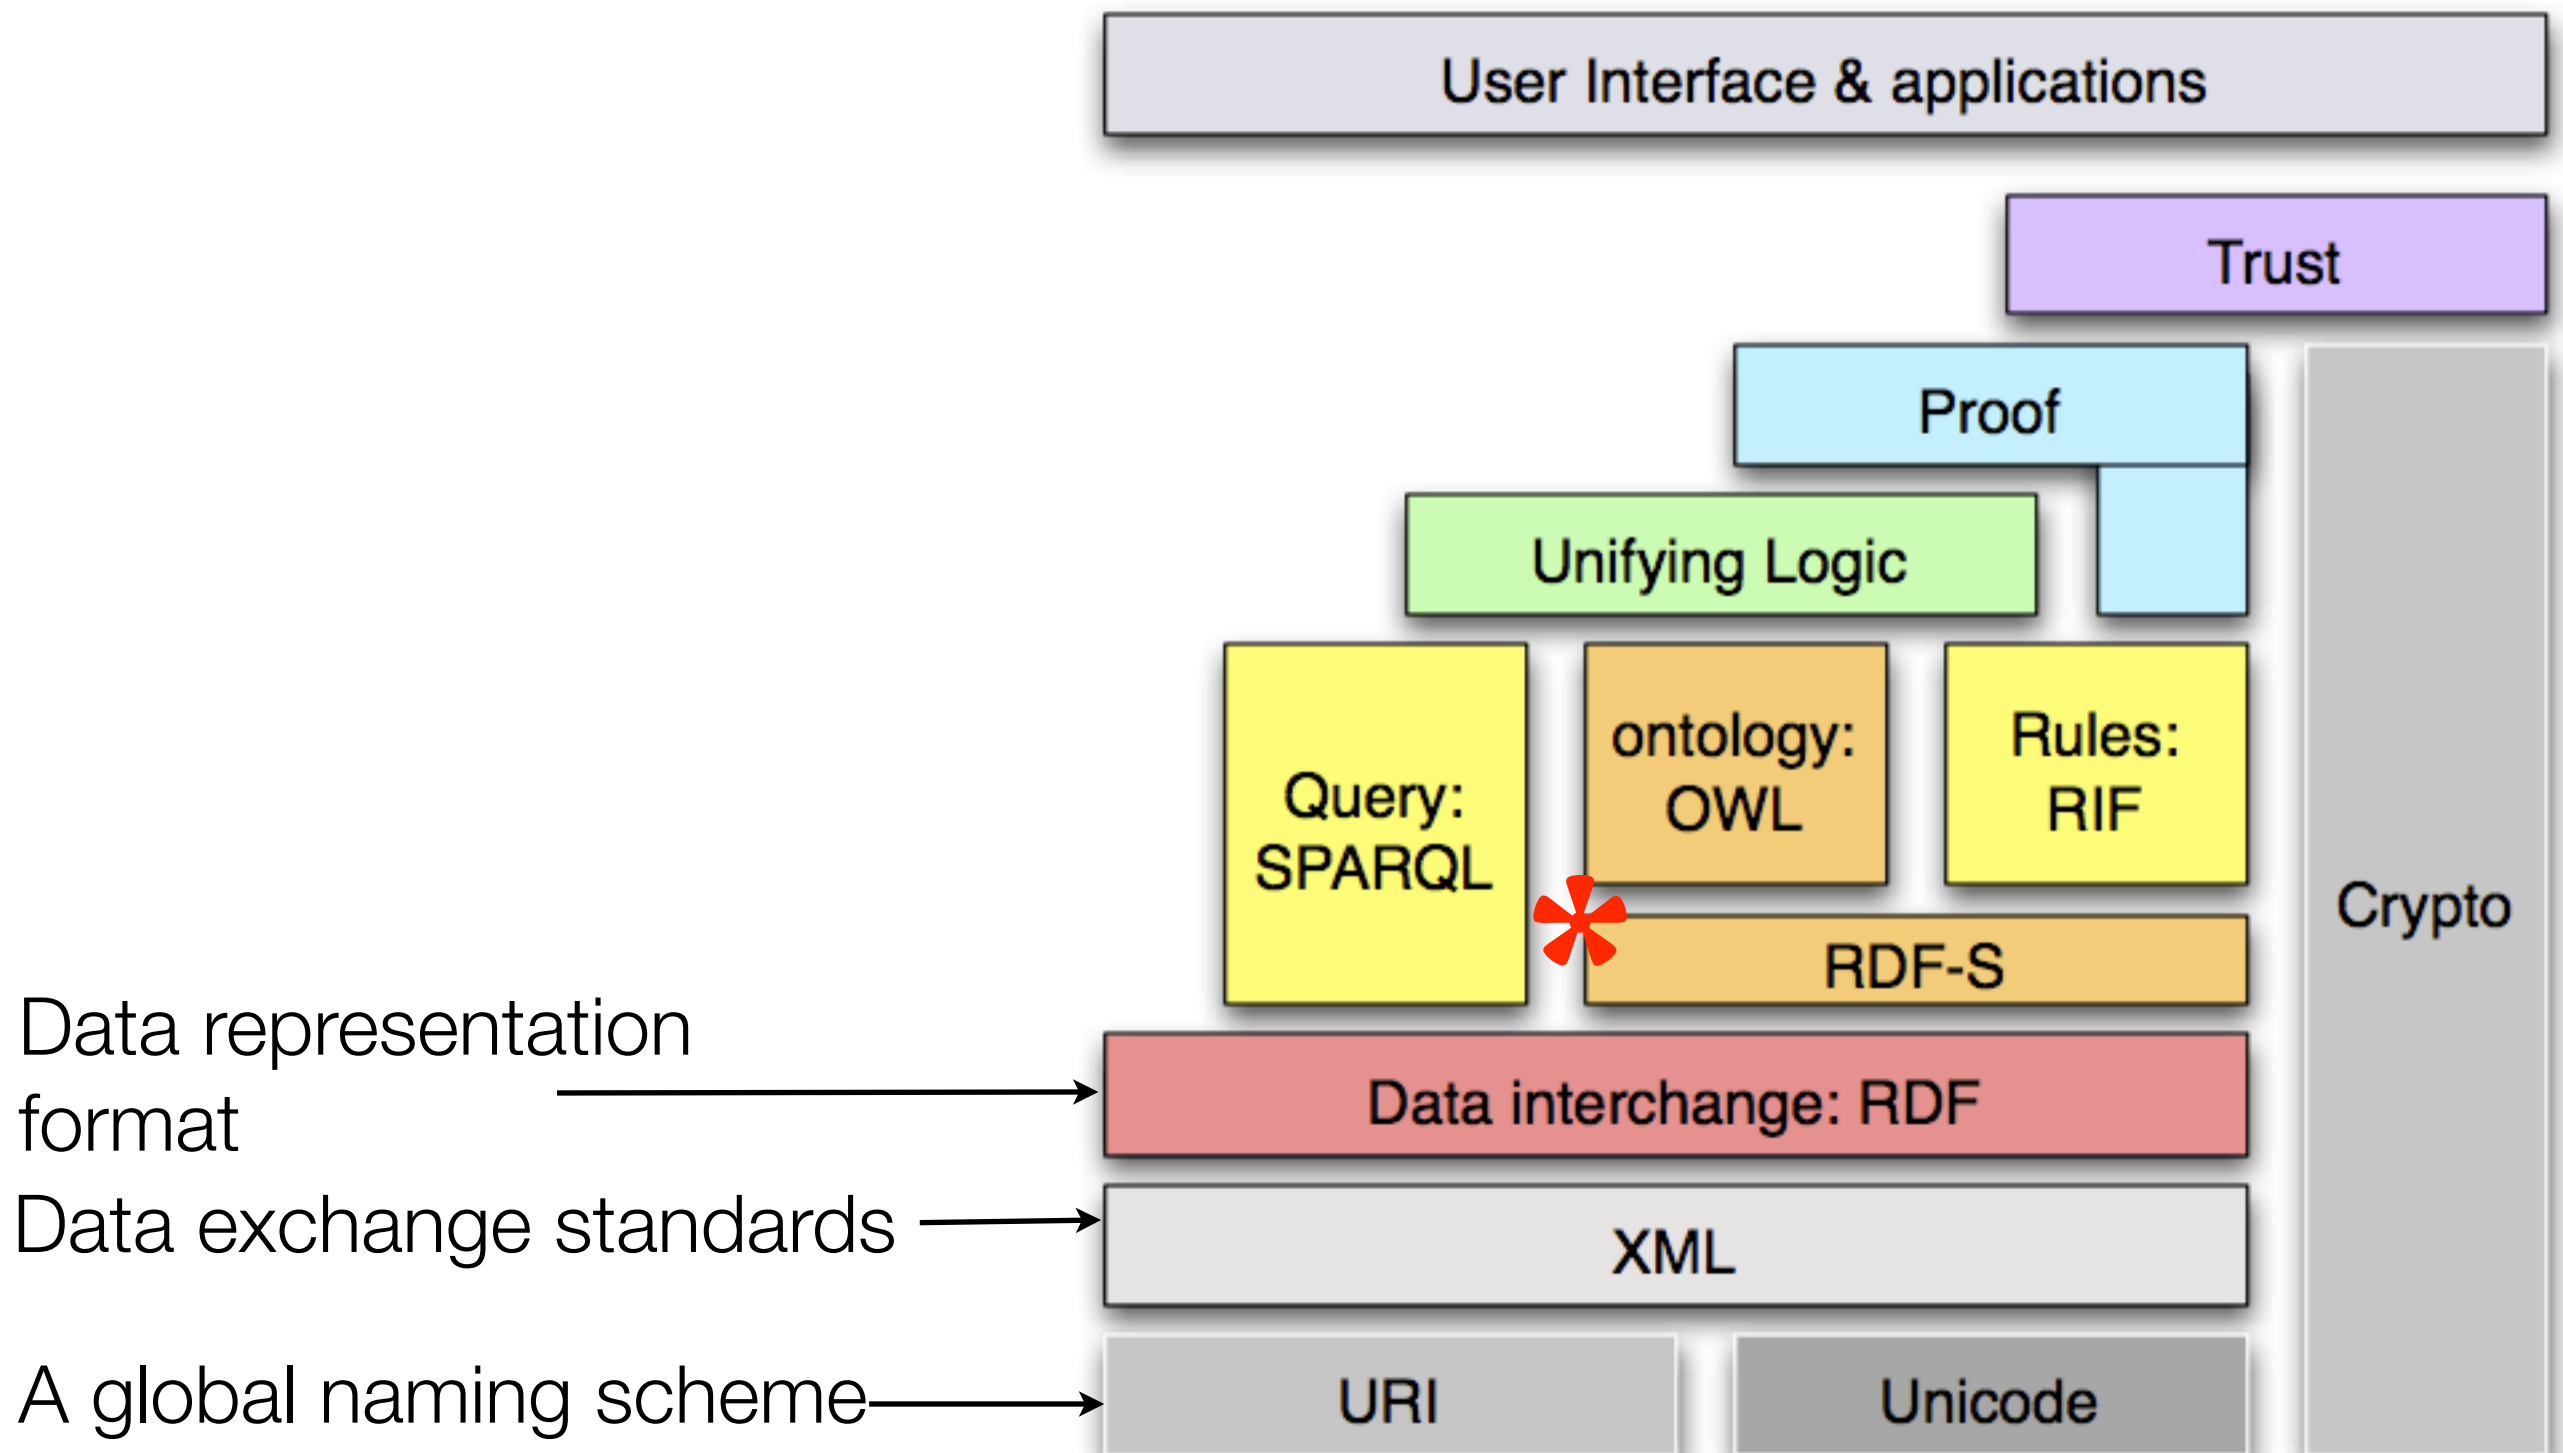 User Interface & applications
Trust
Proof
Unifying Logic
Query:
SPARQL
ontology:
OWL
Rules:
RIF
Crypto
*
RDF-S
Data representation
format
Data interchange: RDF
Data exchange standards
XML
A global naming scheme
URI
Unicode